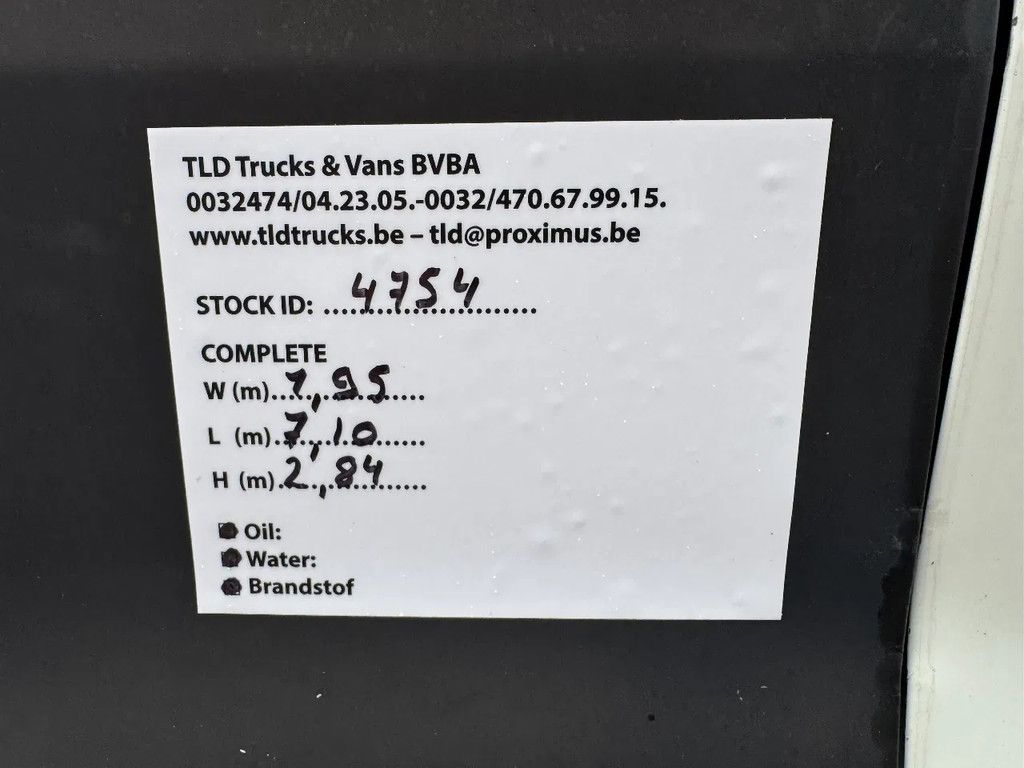 TLD Trucks & Vans BVBA
0032474/04.23.05.-0032/470.67.99.15.
www.tldtrucks.be – tld@proximus.be
STOCK ID: 4754
COMPLETE
W (m) 1,95
L (m) 7,10
H (m) 2,84
Oil:
Water:
Brandstof